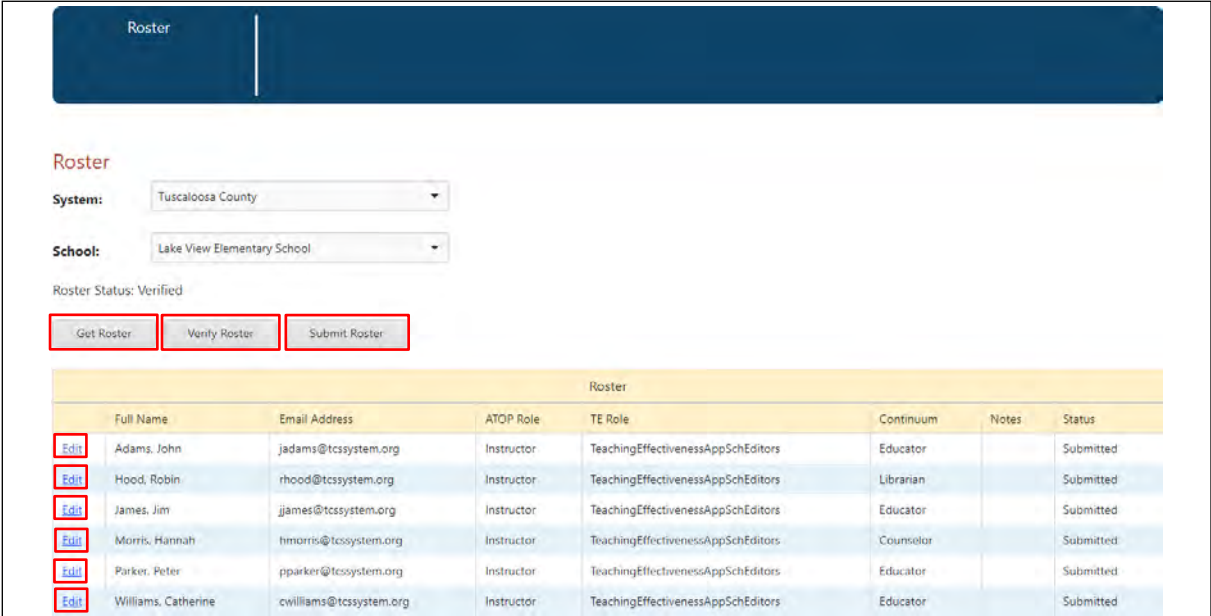 Roster
Roster
System: Tuscaloosa County
School: Lake View Elementary School
Roster Status: Verified
Get Roster Verify Roster Submit Roster
Roster
Full Name Email Address ATOP Role TE Role Continuum Notes Status
Edit Adams, John jadams@tcssystem.org Instructor TeachingEffectivenessAppSchEditors Educator Submitted
Edit Hood, Robin rhood@tcssystem.org Instructor TeachingEffectivenessAppSchEditors Librarian Submitted
Edit James, Jim jjames@tcssystem.org Instructor TeachingEffectivenessAppSchEditors Educator Submitted
Edit Morris, Hannah hmorris@tcssystem.org Instructor TeachingEffectivenessAppSchEditors Counselor Submitted
Edit Parker, Peter pparker@tcssystem.org Instructor TeachingEffectivenessAppSchEditors Educator Submitted
Edit Williams, Catherine cwilliams@tcssystem.org Instructor TeachingEffectivenessAppSchEditors Educator Submitted